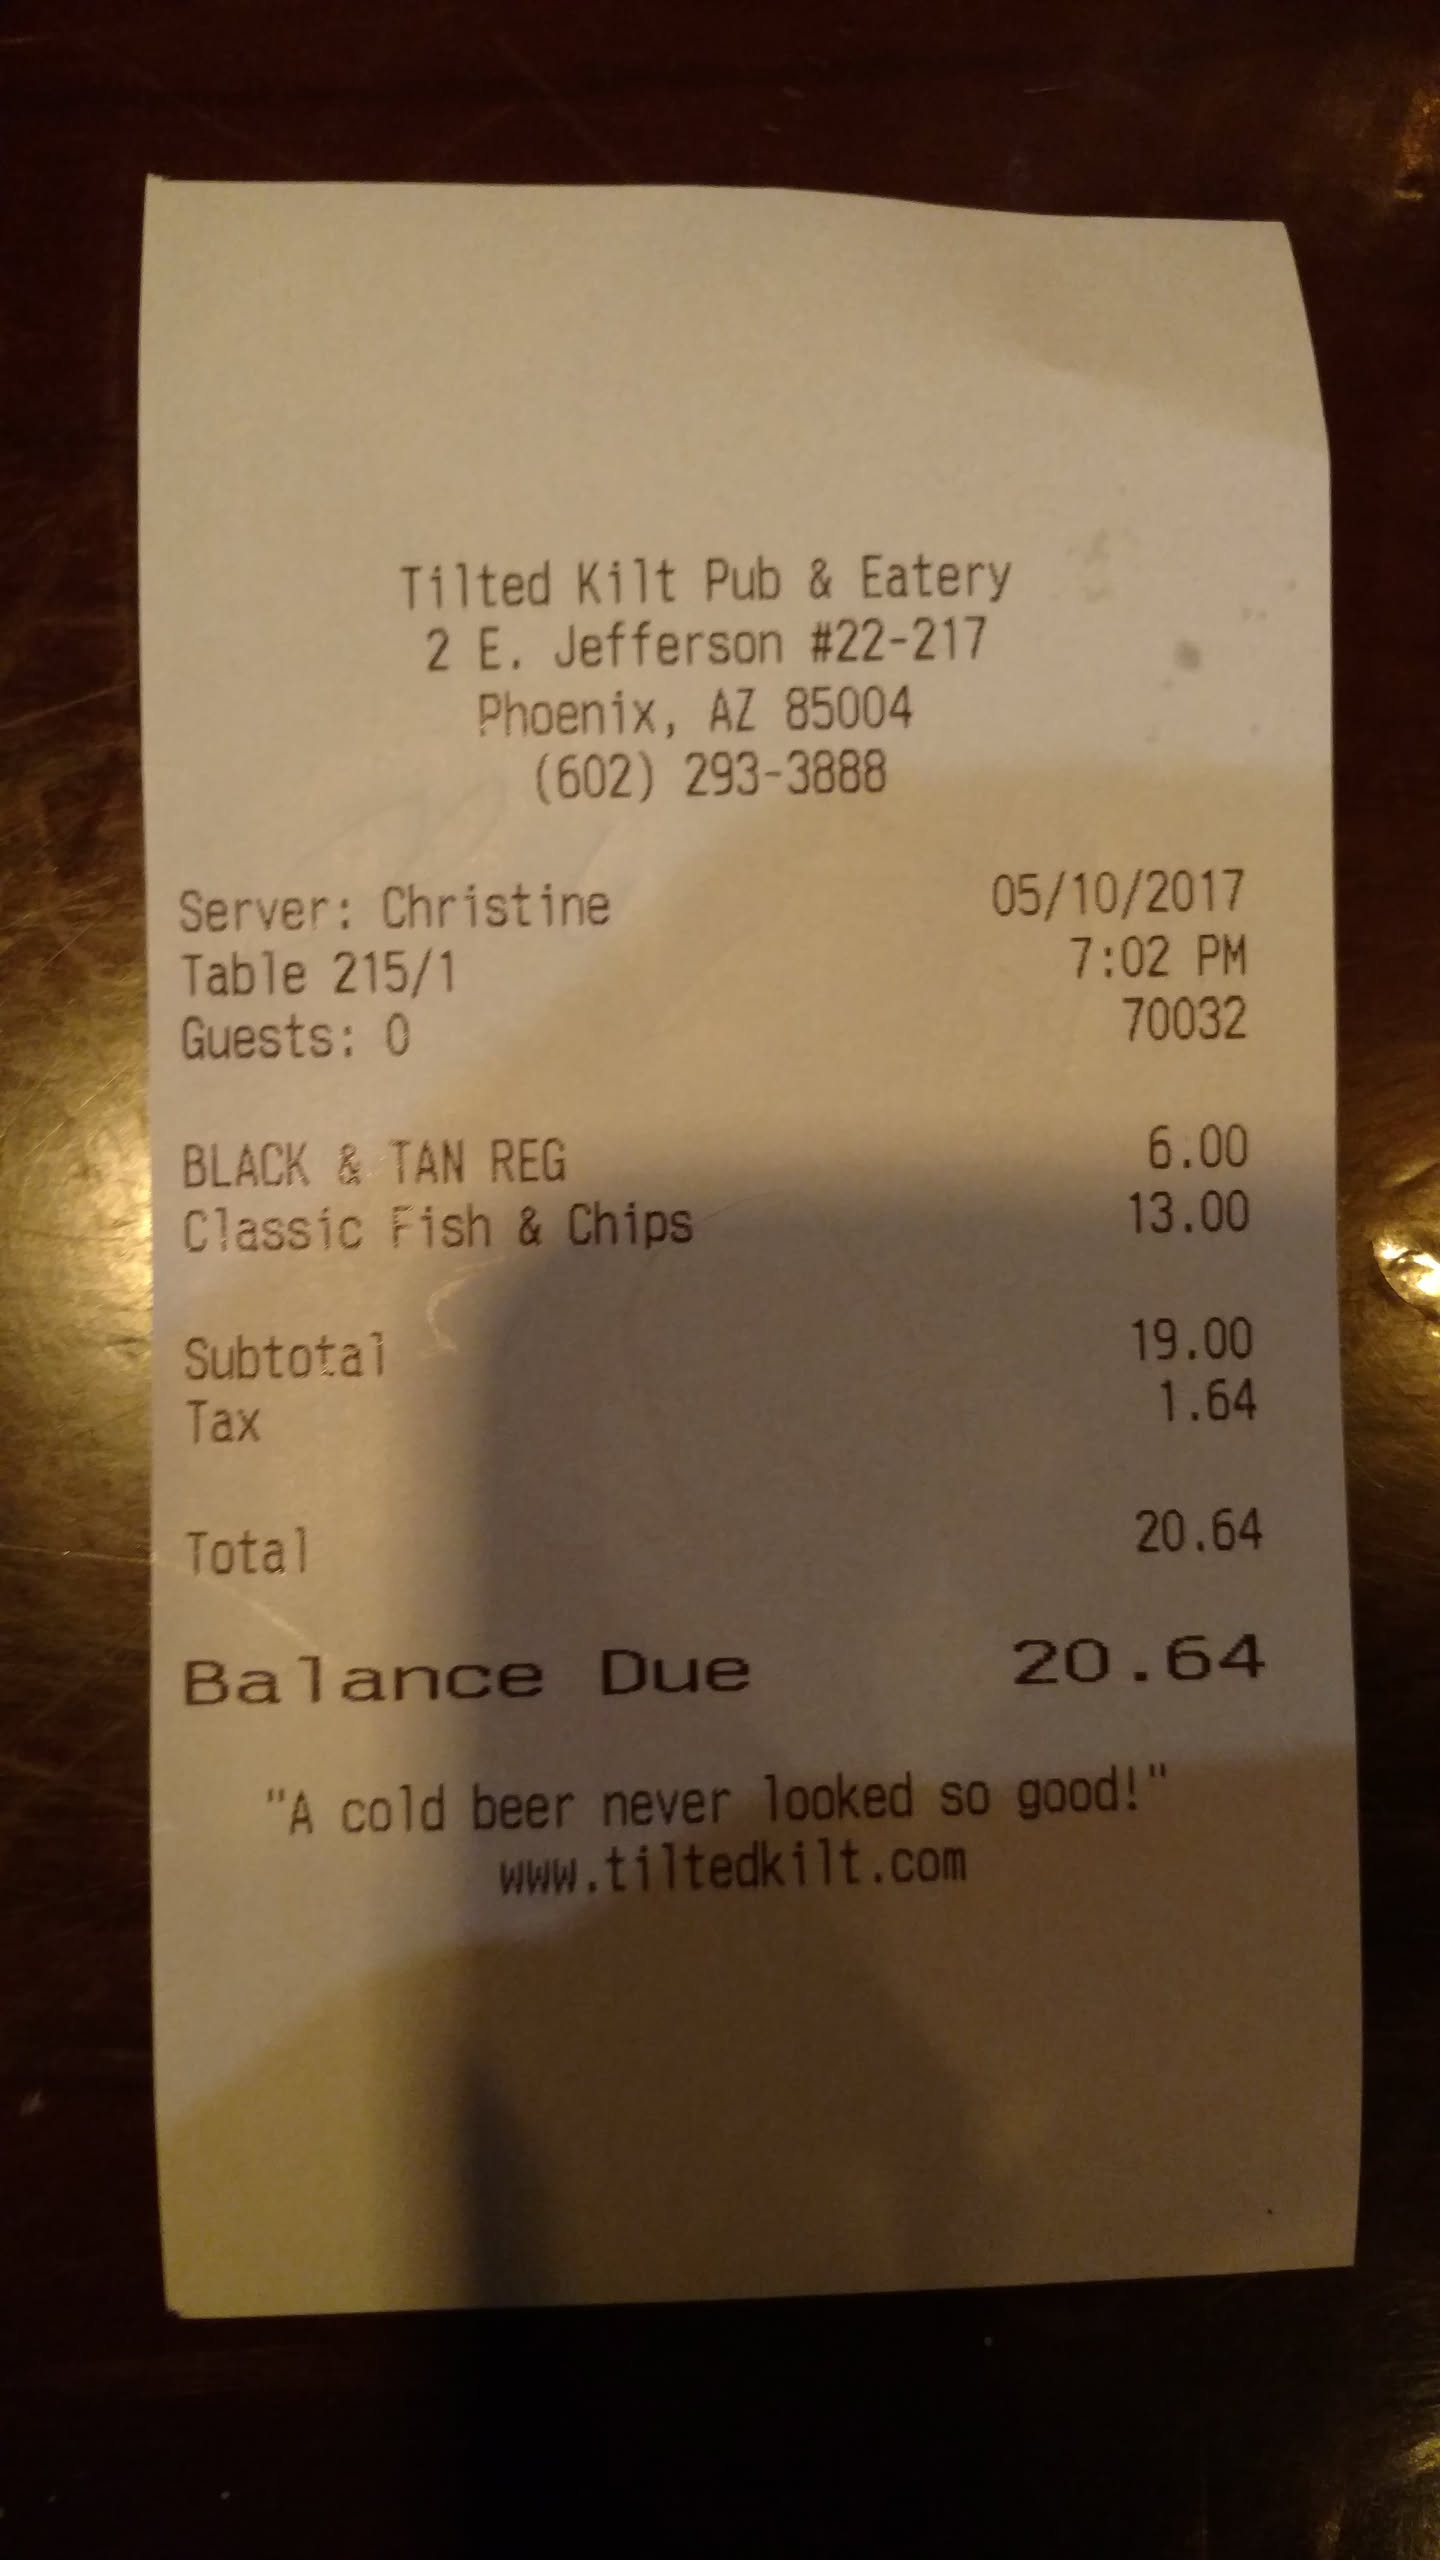 Tilted Kilt Pub & Eatery
2 E. Jefferson #22-217
Phoenix, AZ 85004
(602) 293-3888
Server: Christine 05/10/2017
Table 215/1 7:02 PM
Guests: 0 70032
BLACK & TAN REG 6.00
Classic Fish & Chips 13.00
Subtotal 19.00
Tax 1.64
Total 20.64
Balance Due 20.64
"A cold beer never looked so good!"
www.tiltedkilt.com